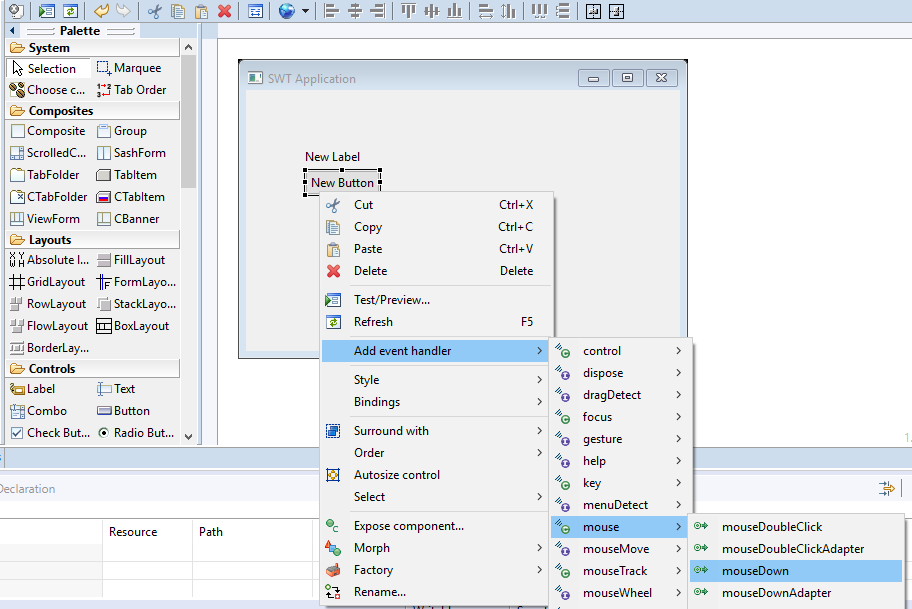 Palette
System
Selection
Marquee
Choose c...
Tab Order
Composites
Composite
Group
ScrolledC...
SashForm
TabFolder
TabItem
CTabFolder
CTabItem
ViewForm
CBanner
Layouts
Absolute l...
FillLayout
GridLayout
FormLayo...
RowLayout
StackLayo...
FlowLayout
BoxLayout
BorderLay...
Controls
Label
Text
Combo
Button
Check But...
Radio But...
SWT Application
New Label
New Button
Cut Ctrl+X
Copy Ctrl+C
Paste Ctrl+V
Delete Delete
Test/Preview...
Refresh F5
Add event handler
Style
Bindings
Surround with
Order
Autosize control
Select
Expose component...
Morph
Factory
Rename...
control
dispose
dragDetect
focus
gesture
help
key
menuDetect
mouse
mouseMove
mouseTrack
mouseWheel
mouseDoubleClick
mouseDoubleClickAdapter
mouseDown
mouseDownAdapter
1.
Declaration
Resource Path